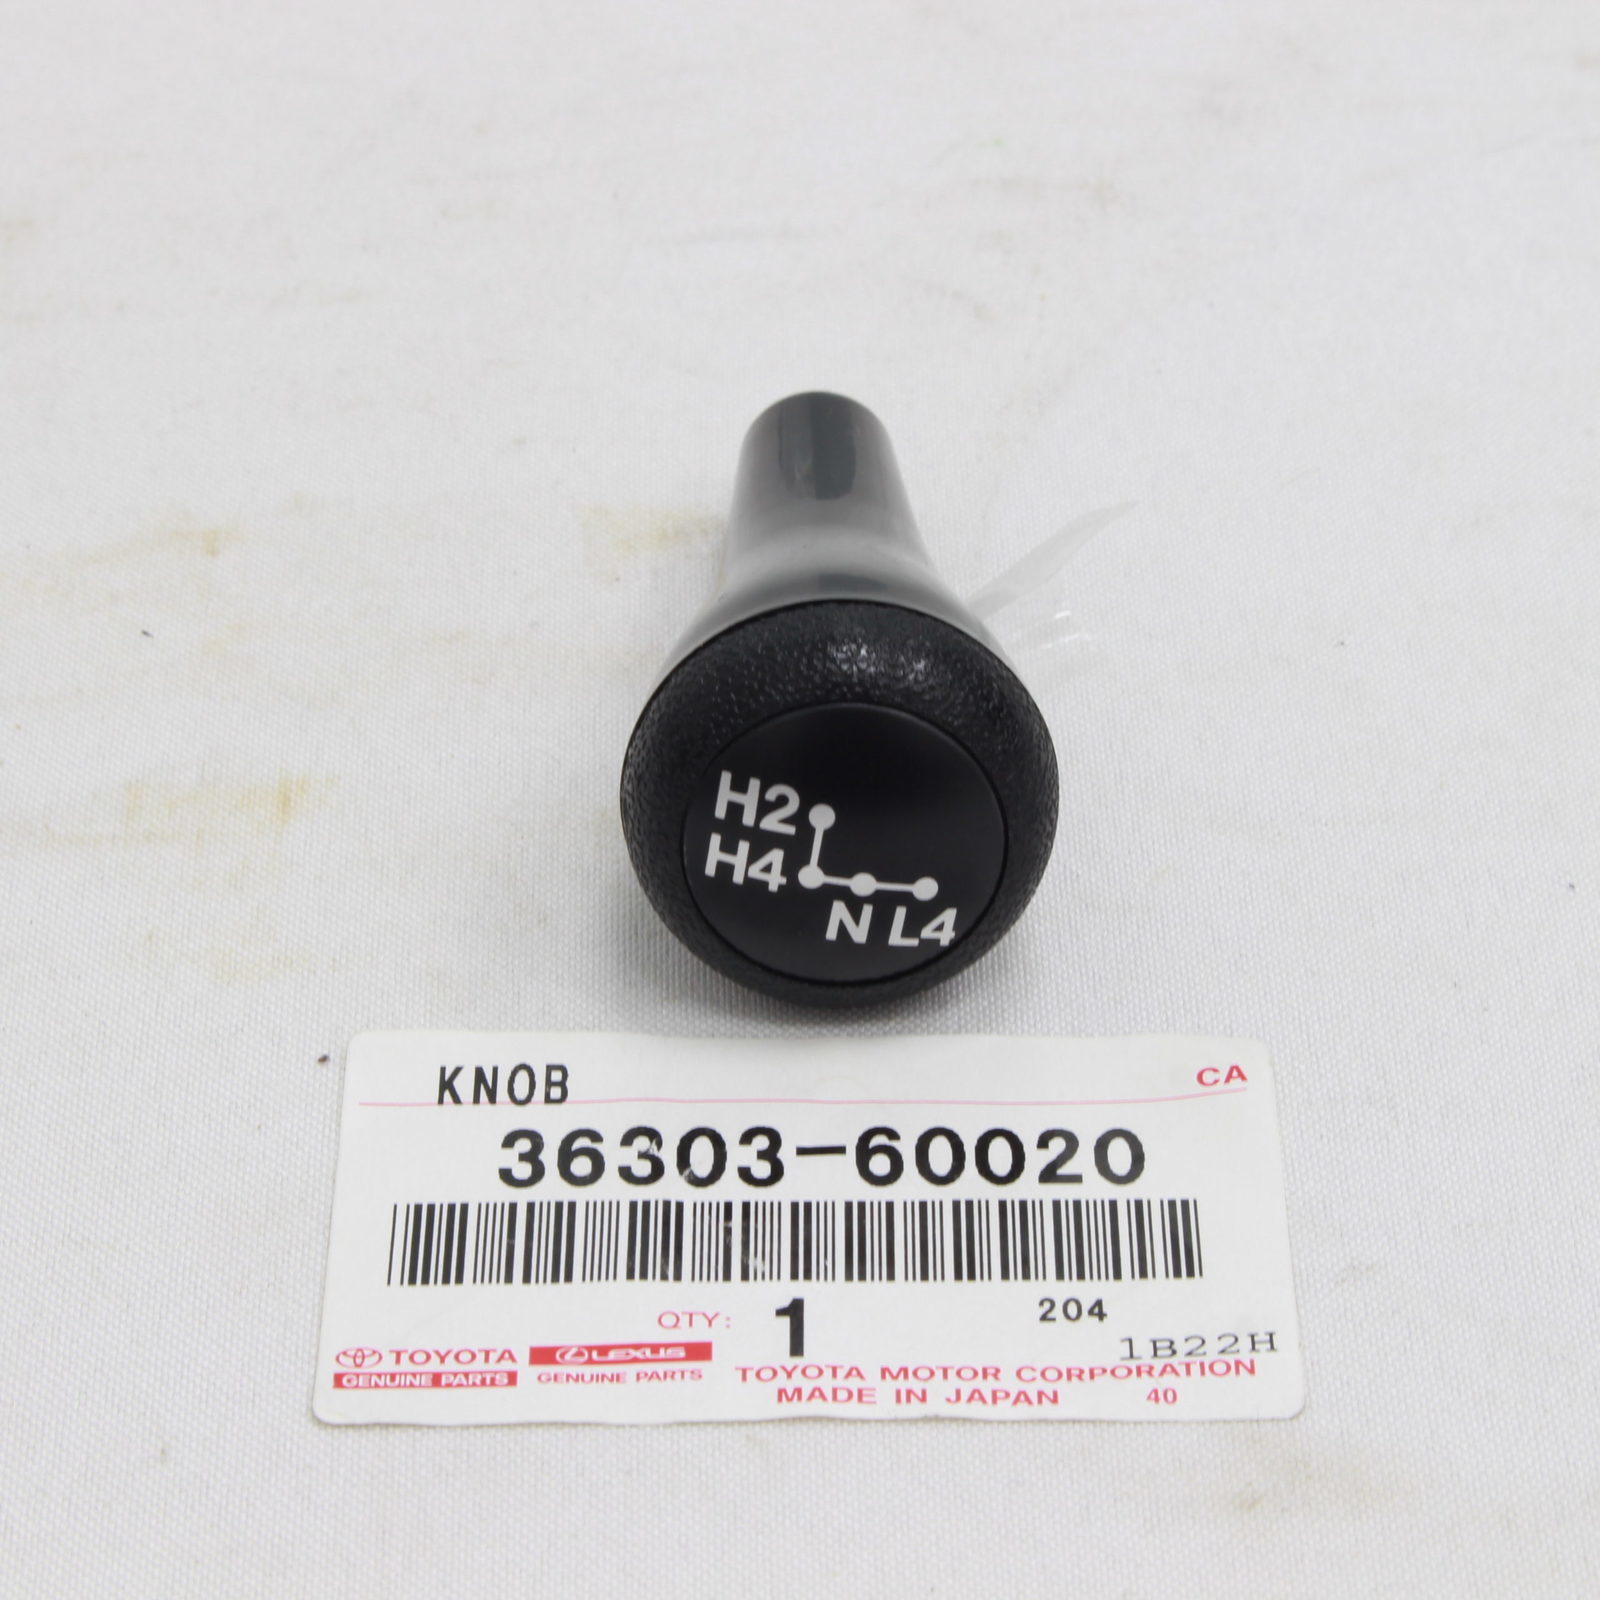 H2
H4
N L4
KNOB
CA
36303-60020
QTY: 1
204
1B22H
TOYOTA
GENUINE PARTS
LEXUS
GENUINE PARTS
TOYOTA MOTOR CORPORATION
MADE IN JAPAN 40